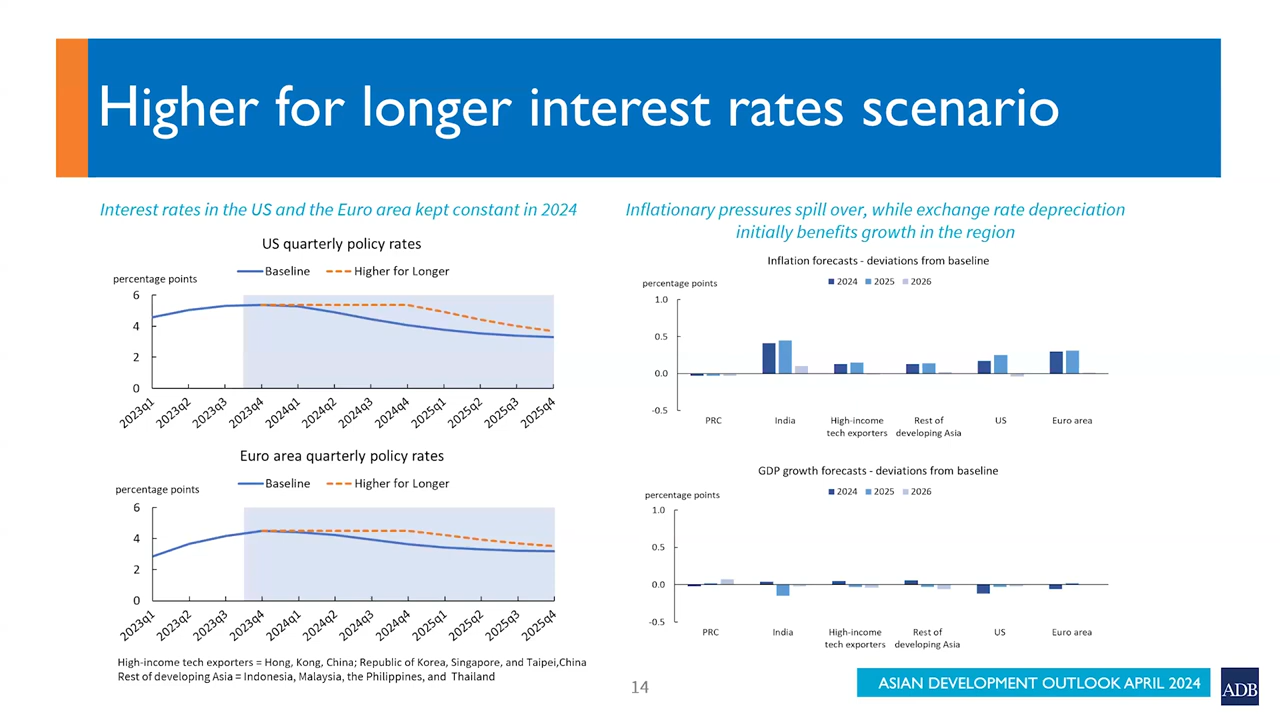 Higher for longer interest rates scenario
Interest rates in the US and the Euro area kept constant in 2024
US quarterly policy rates
percentage points
Baseline
Higher for Longer
6
4
2
0
2023q1
2023q2
2023q3
2023q4
2024q1
2024q2
2024q3
2024q4
2025q1
2025q2
2025q3
2025q4
Euro area quarterly policy rates
percentage points
Baseline
Higher for Longer
6
4
2
0
2023q1
2023q2
2023q3
2023q4
2024q1
2024q2
2024q3
2024q4
2025q1
2025q2
2025q3
2025q4
High-income tech exporters = Hong, Kong, China; Republic of Korea, Singapore, and Taipei,China
Rest of developing Asia = Indonesia, Malaysia, the Philippines, and Thailand
Inflationary pressures spill over, while exchange rate depreciation
initially benefits growth in the region
Inflation forecasts - deviations from baseline
percentage points
2024
2025
2026
1.0
0.5
0.0
-0.5
PRC
India
High-income
tech exporters
Rest of
developing Asia
US
Euro area
GDP growth forecasts - deviations from baseline
percentage points
2024
2025
2026
1.0
0.5
0.0
-0.5
PRC
India
High-income
tech exporters
Rest of
developing Asia
US
Euro area
14
ASIAN DEVELOPMENT OUTLOOK APRIL 2024
ADB